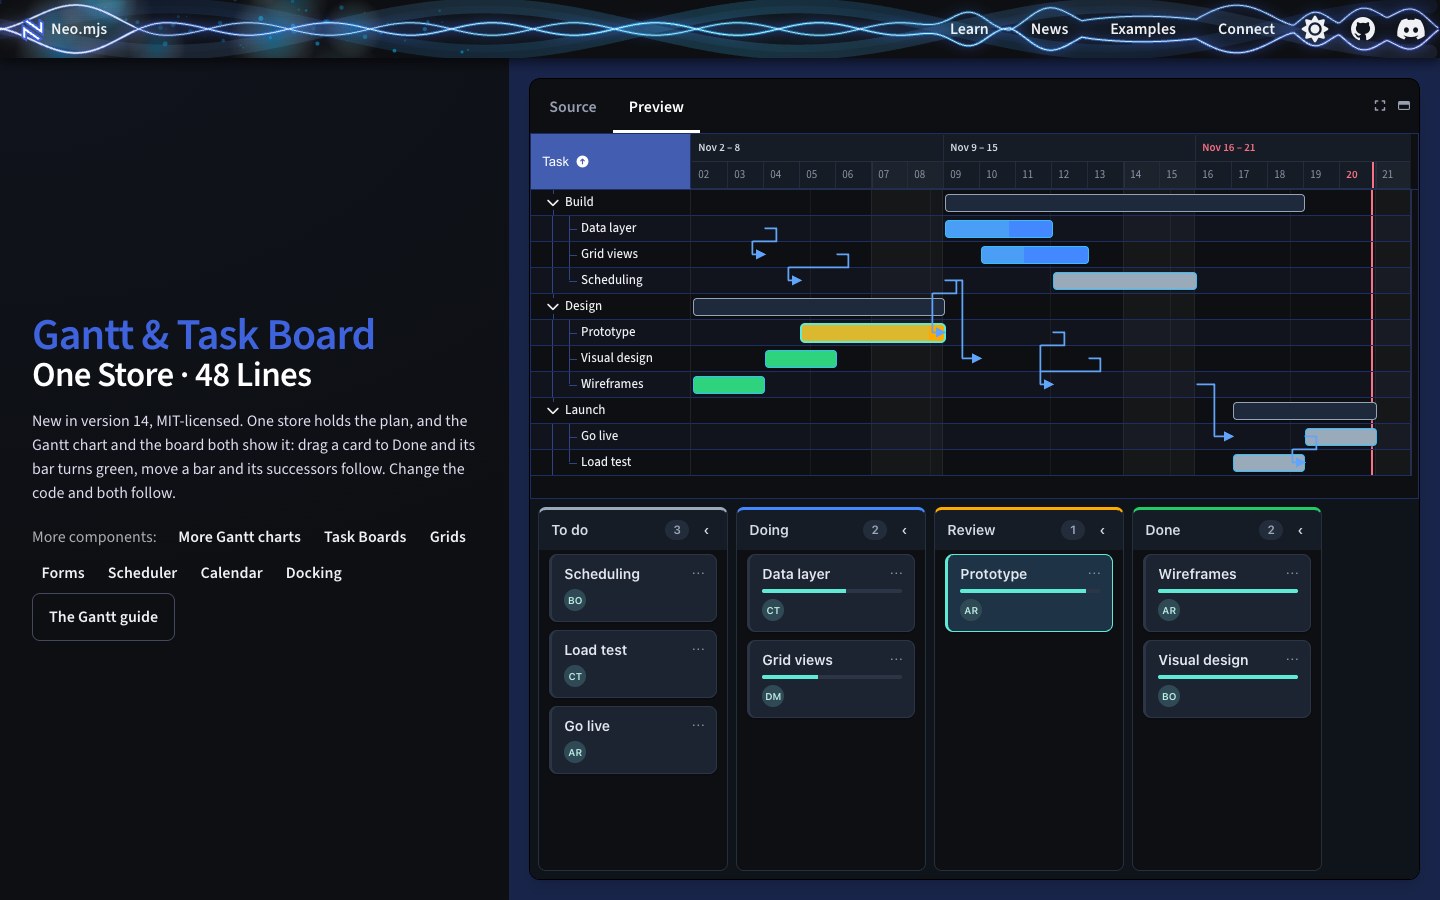 Neo.mjs
Learn
News
Examples
Connect
Gantt & Task Board
One Store · 48 Lines
New in version 14, MIT-licensed. One store holds the plan, and the
Gantt chart and the board both show it: drag a card to Done and its
bar turns green, move a bar and its successors follow. Change the
code and both follow.
More components: More Gantt charts Task Boards Grids
Forms Scheduler Calendar Docking
The Gantt guide
Source Preview
Task
Nov 2 – 8 Nov 9 – 15 Nov 16 – 21
02 03 04 05 06 07 08 09 10 11 12 13 14 15 16 17 18 19 20 21
Build
Data layer
Grid views
Scheduling
Design
Prototype
Visual design
Wireframes
Launch
Go live
Load test
To do 3
Scheduling
BO
Load test
CT
Go live
AR
Doing 2
Data layer
CT
Grid views
DM
Review 1
Prototype
AR
Done 2
Wireframes
AR
Visual design
BO